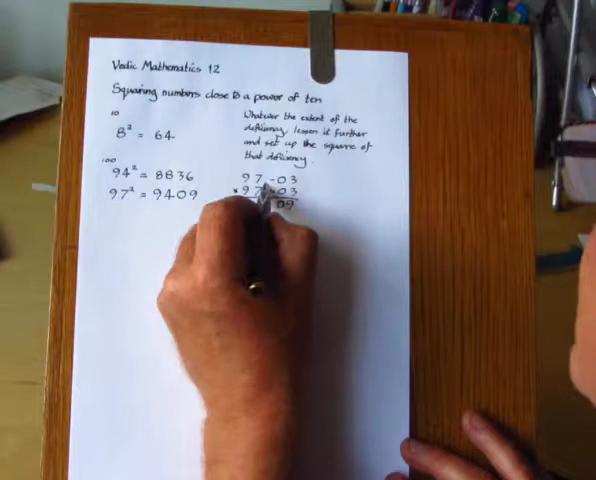 Vedic Mathematics 12
Squaring numbers close to a power of ten
10
8² = 64
Whatever the extent of the
deficiency, lessen it further
and set up the square of
that deficiency.
100
94² = 8836
97² = 9409
97-03
× 97-03
09